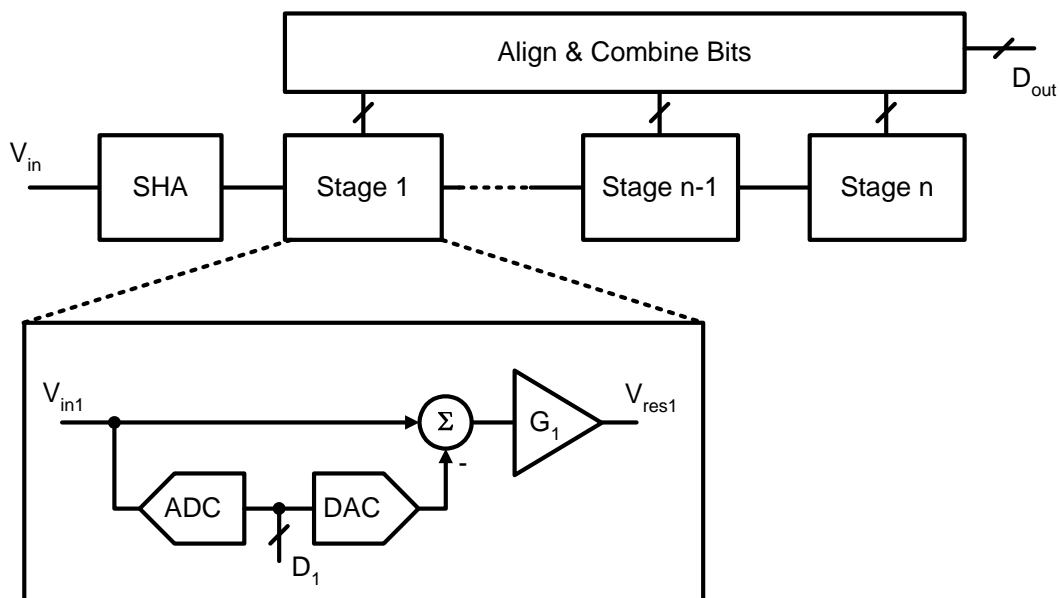 Align & Combine Bits
D_out
V_in
SHA
Stage 1
Stage n-1
Stage n
V_in1
Σ
-
G_1
V_res1
ADC
DAC
D_1